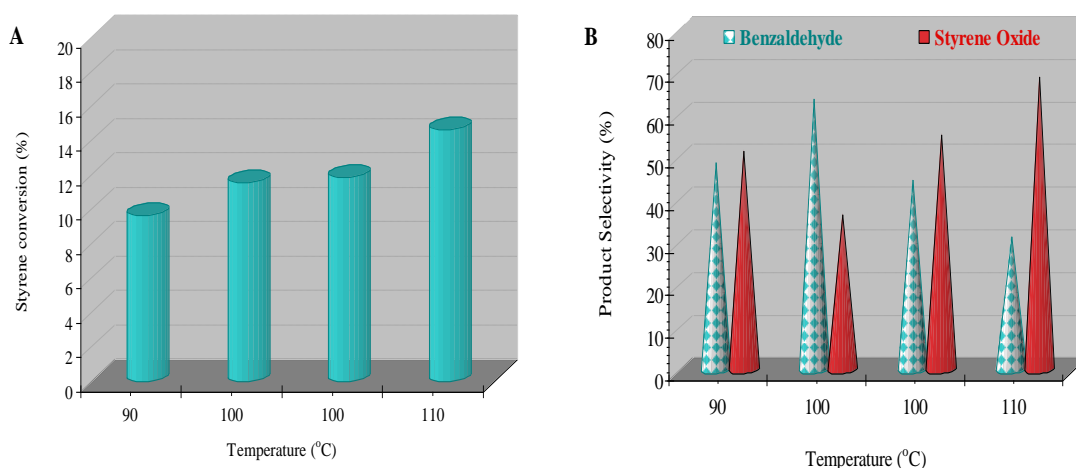 A
Styrene conversion (%)
20
18
16
14
12
10
8
6
4
2
0
90 100 100 110
Temperature (°C)
B
Benzaldehyde Styrene Oxide
Product Selectivity (%)
80
70
60
50
40
30
20
10
0
90 100 100 110
Temperature (°C)